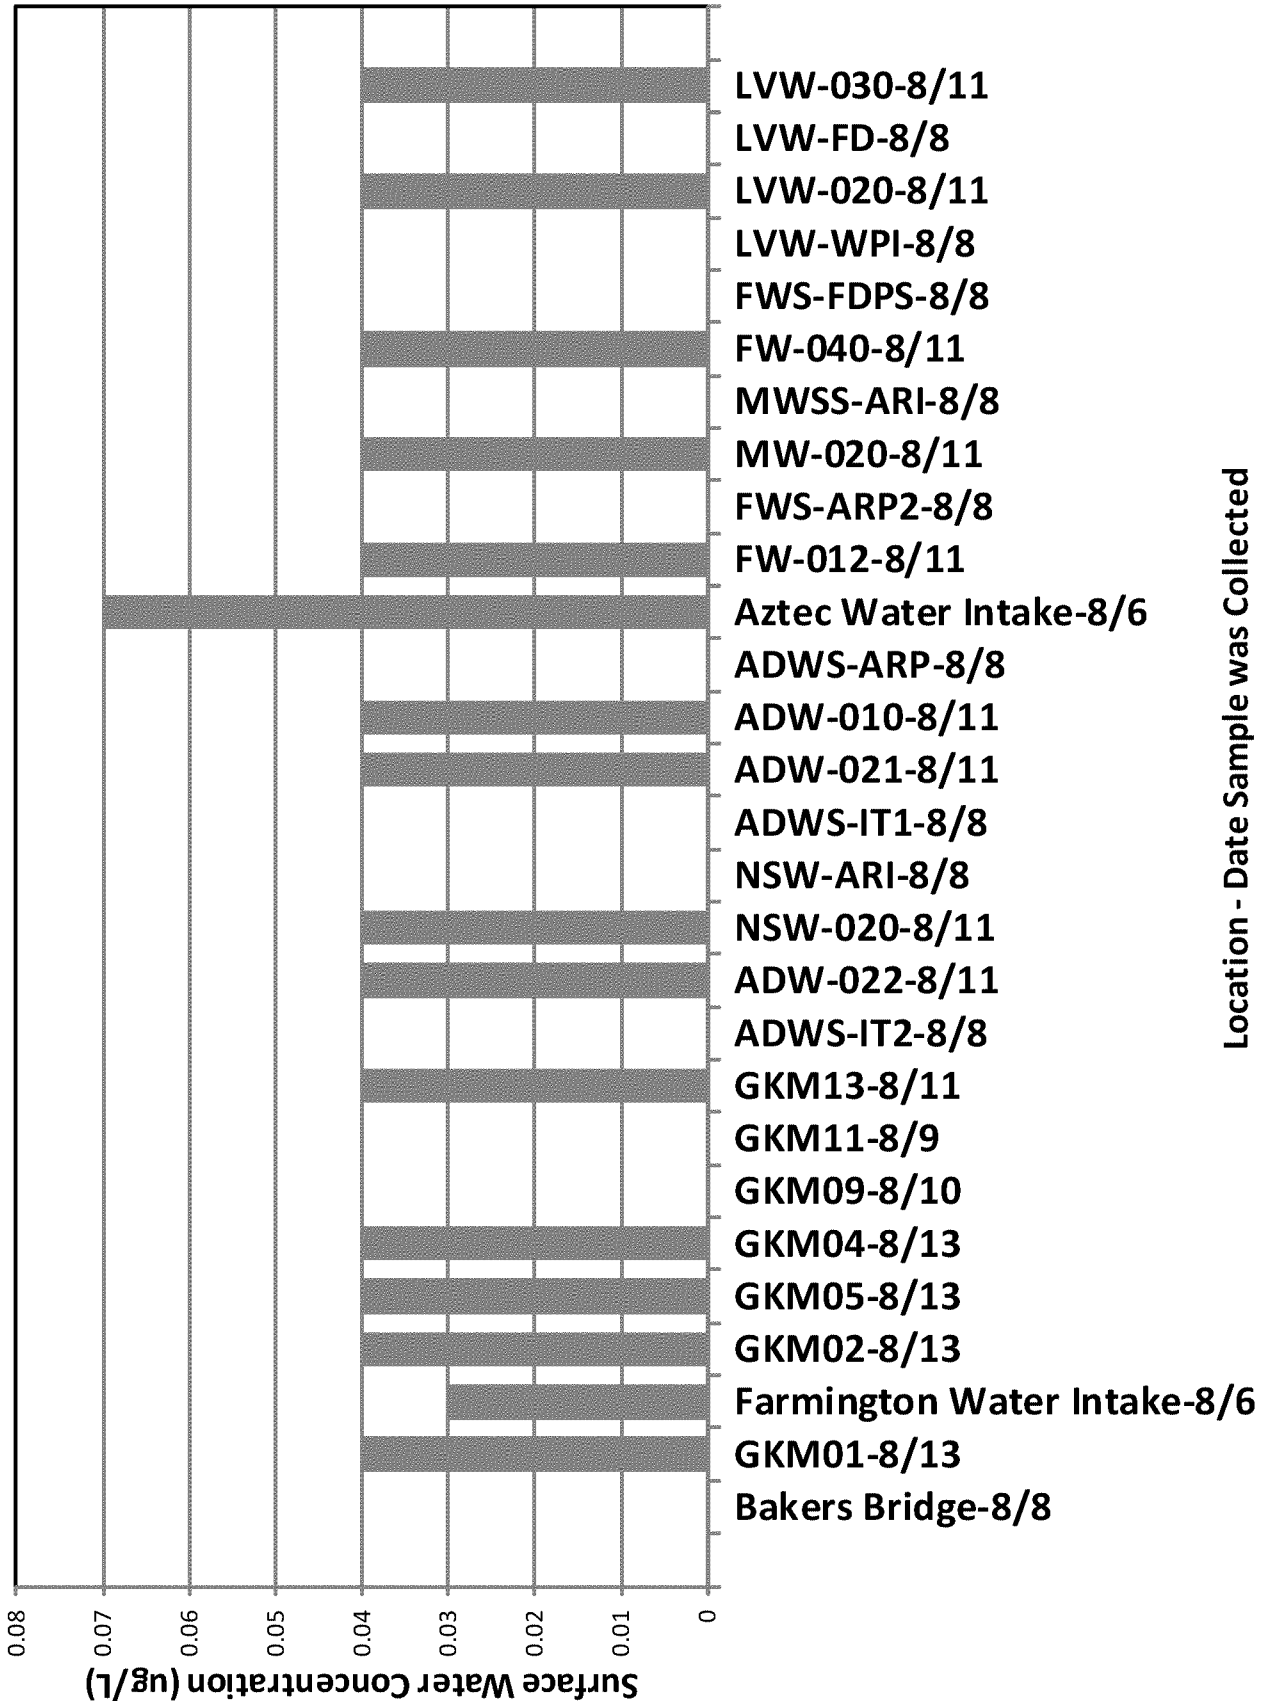 LVW-030-8/11
LVW-FD-8/8
LVW-020-8/11
LVW-WPI-8/8
FWS-FDPS-8/8
FW-040-8/11
MWSS-ARI-8/8
MW-020-8/11
FWS-ARP2-8/8
FW-012-8/11
Aztec Water Intake-8/6
ADWS-ARP-8/8
ADW-010-8/11
ADW-021-8/11
ADWS-IT1-8/8
NSW-ARI-8/8
NSW-020-8/11
ADW-022-8/11
ADWS-IT2-8/8
GKM13-8/11
GKM11-8/9
GKM09-8/10
GKM04-8/13
GKM05-8/13
GKM02-8/13
Farmington Water Intake-8/6
GKM01-8/13
Bakers Bridge-8/8
Location - Date Sample was Collected
0.08
0.07
0.06
0.05
0.04
0.03
0.02
0.01
0
Surface Water Concentration (ug/L)